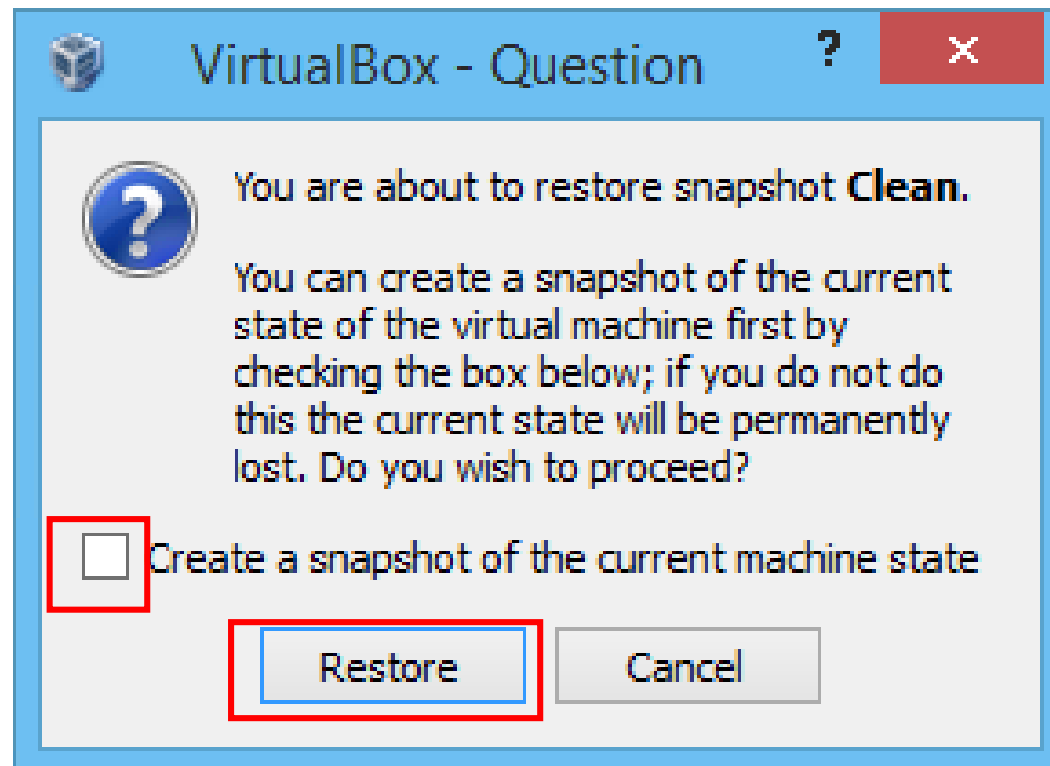 VirtualBox - Question ? x
You are about to restore snapshot Clean.
You can create a snapshot of the current
state of the virtual machine first by
checking the box below; if you do not do
this the current state will be permanently
lost. Do you wish to proceed?
Create a snapshot of the current machine state
Restore Cancel